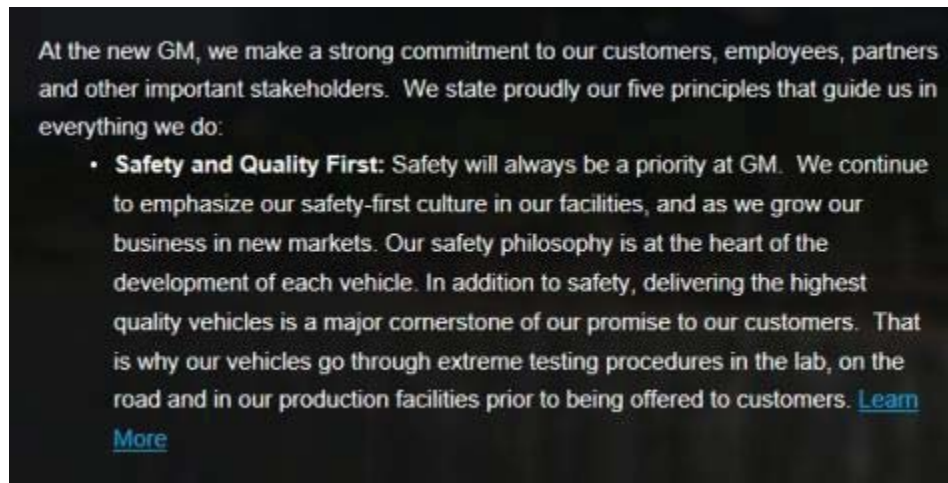 At the new GM, we make a strong commitment to our customers, employees, partners
and other important stakeholders.  We state proudly our five principles that guide us in
everything we do:
• Safety and Quality First: Safety will always be a priority at GM.  We continue
to emphasize our safety-first culture in our facilities, and as we grow our
business in new markets. Our safety philosophy is at the heart of the
development of each vehicle. In addition to safety, delivering the highest
quality vehicles is a major cornerstone of our promise to our customers.  That
is why our vehicles go through extreme testing procedures in the lab, on the
road and in our production facilities prior to being offered to customers. Learn
More